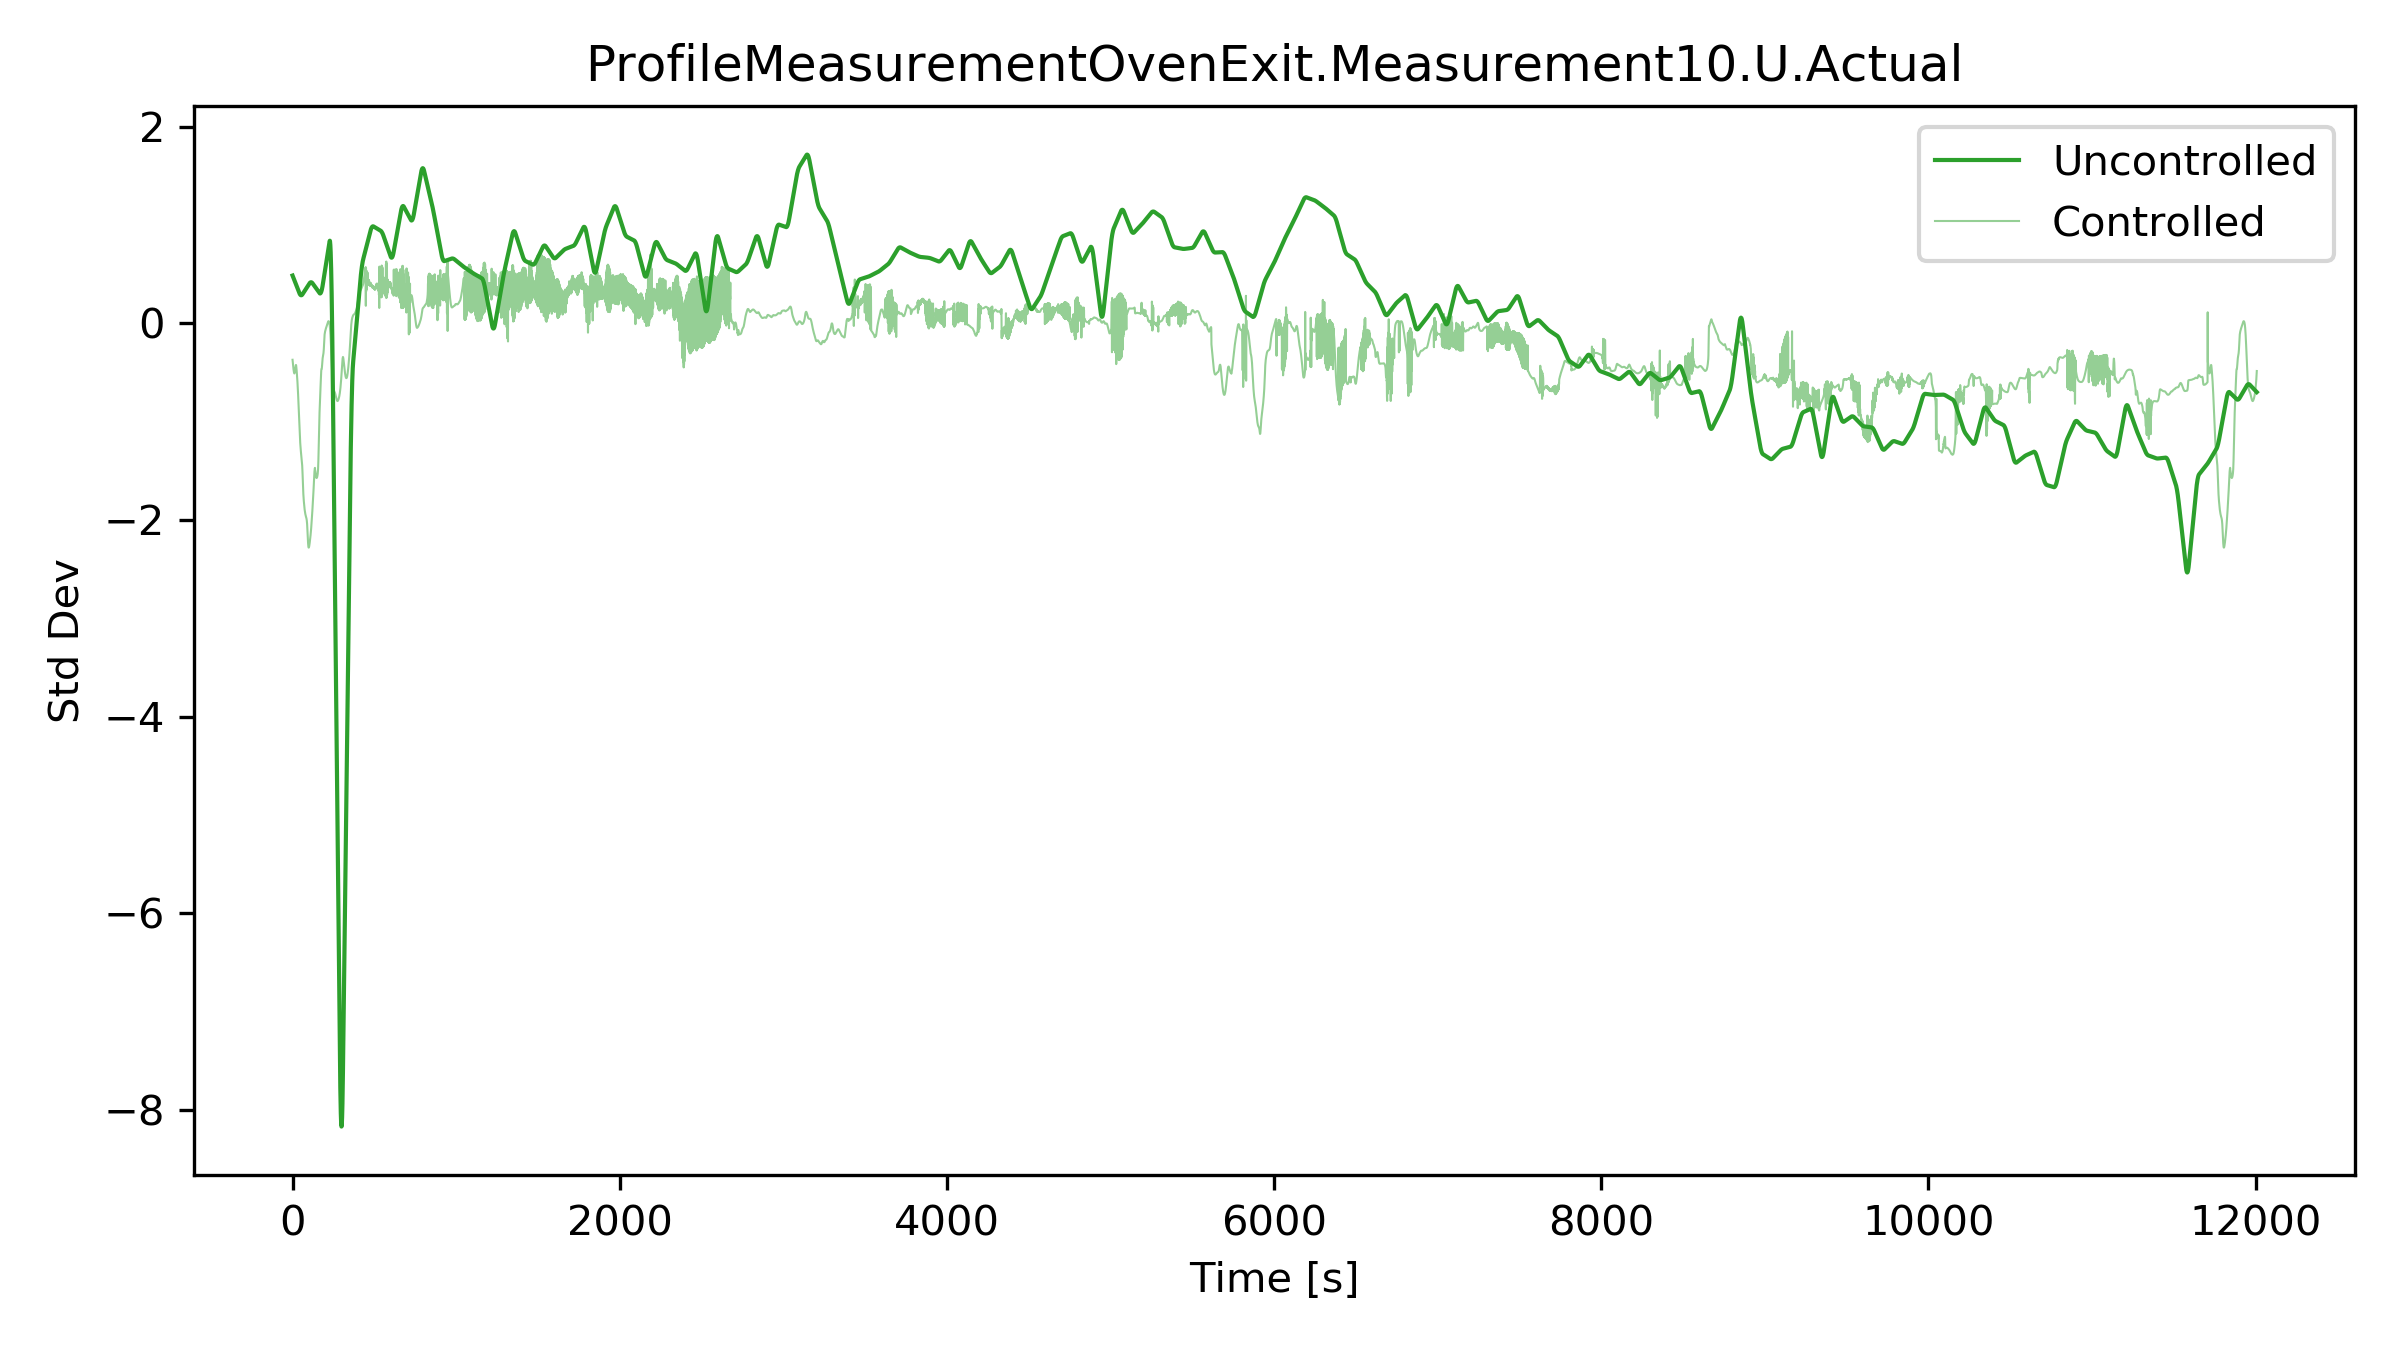 ProfileMeasurementOvenExit.Measurement10.U.Actual
Uncontrolled
Controlled
2
0
−2
−4
−6
−8
Std Dev
0 2000 4000 6000 8000 10000 12000
Time [s]